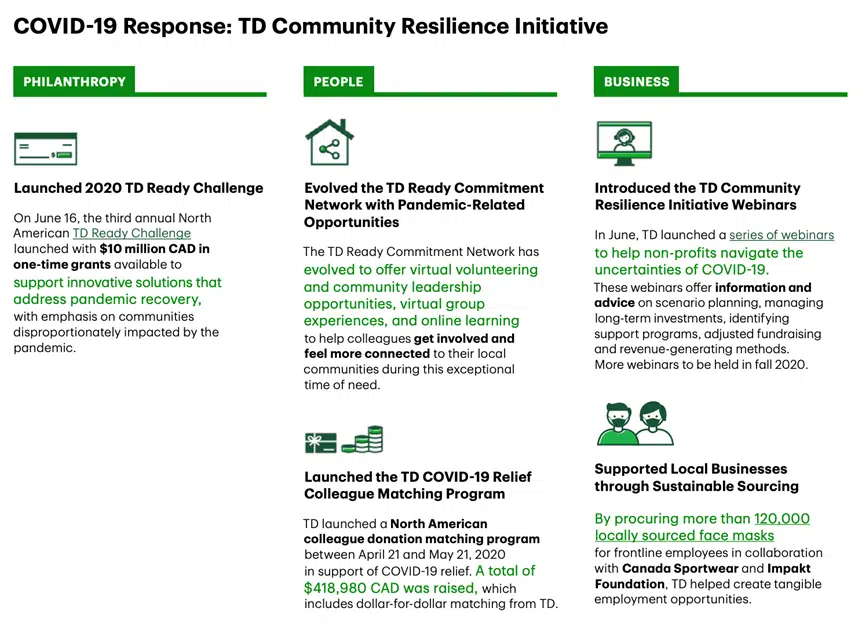 COVID-19 Response: TD Community Resilience Initiative
PHILANTHROPY
Launched 2020 TD Ready Challenge
On June 16, the third annual North
American TD Ready Challenge
launched with $10 million CAD in
one-time grants available to
support innovative solutions that
address pandemic recovery,
with emphasis on communities
disproportionately impacted by the
pandemic.
PEOPLE
Evolved the TD Ready Commitment
Network with Pandemic-Related
Opportunities
The TD Ready Commitment Network has
evolved to offer virtual volunteering
and community leadership
opportunities, virtual group
experiences, and online learning
to help colleagues get involved and
feel more connected to their local
communities during this exceptional
time of need.
Launched the TD COVID-19 Relief
Colleague Matching Program
TD launched a North American
colleague donation matching program
between April 21 and May 21, 2020
in support of COVID-19 relief. A total of
$418,980 CAD was raised, which
includes dollar-for-dollar matching from TD.
BUSINESS
Introduced the TD Community
Resilience Initiative Webinars
In June, TD launched a series of webinars
to help non-profits navigate the
uncertainties of COVID-19.
These webinars offer information and
advice on scenario planning, managing
long-term investments, identifying
support programs, adjusted fundraising
and revenue-generating methods.
More webinars to be held in fall 2020.
Supported Local Businesses
through Sustainable Sourcing
By procuring more than 120,000
locally sourced face masks
for frontline employees in collaboration
with Canada Sportwear and Impakt
Foundation, TD helped create tangible
employment opportunities.